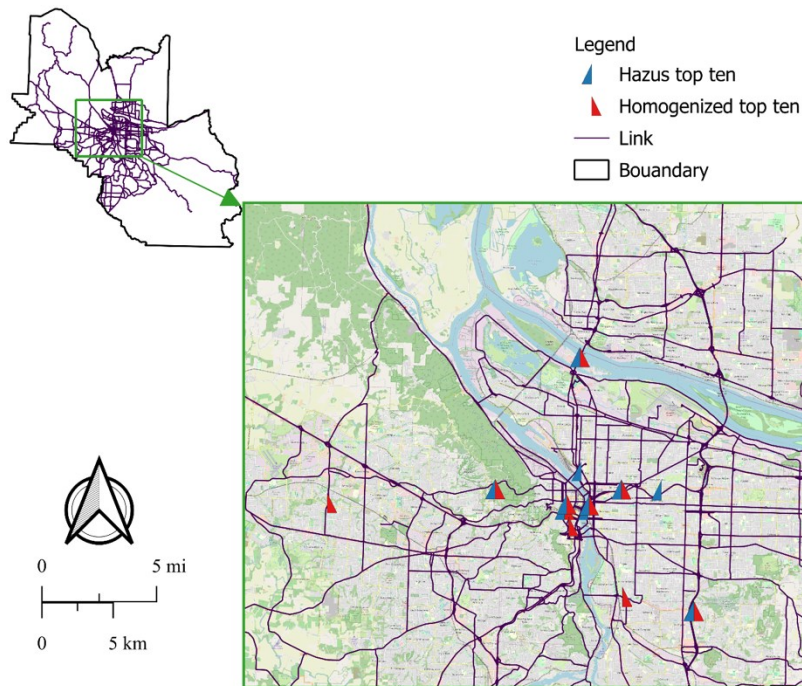 Legend
Hazus top ten
Homogenized top ten
Link
Bouandary
0 5 mi
0 5 km